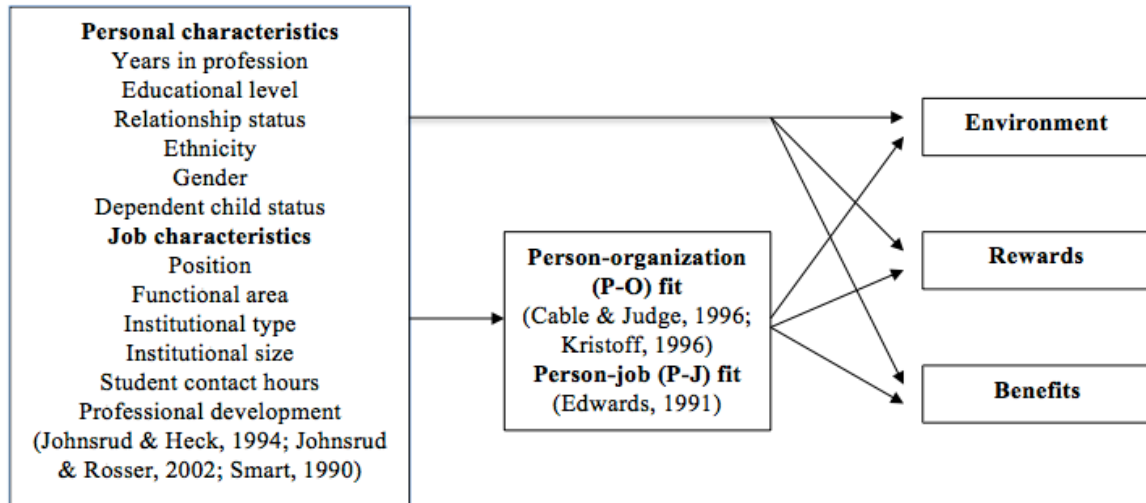 Personal characteristics
Years in profession
Educational level
Relationship status
Ethnicity
Gender
Dependent child status
Job characteristics
Position
Functional area
Institutional type
Institutional size
Student contact hours
Professional development
(Johnsrud & Heck, 1994; Johnsrud
& Rosser, 2002; Smart, 1990)
Person-organization
(P-O) fit
(Cable & Judge, 1996;
Kristoff, 1996)
Person-job (P-J) fit
(Edwards, 1991)
Environment
Rewards
Benefits